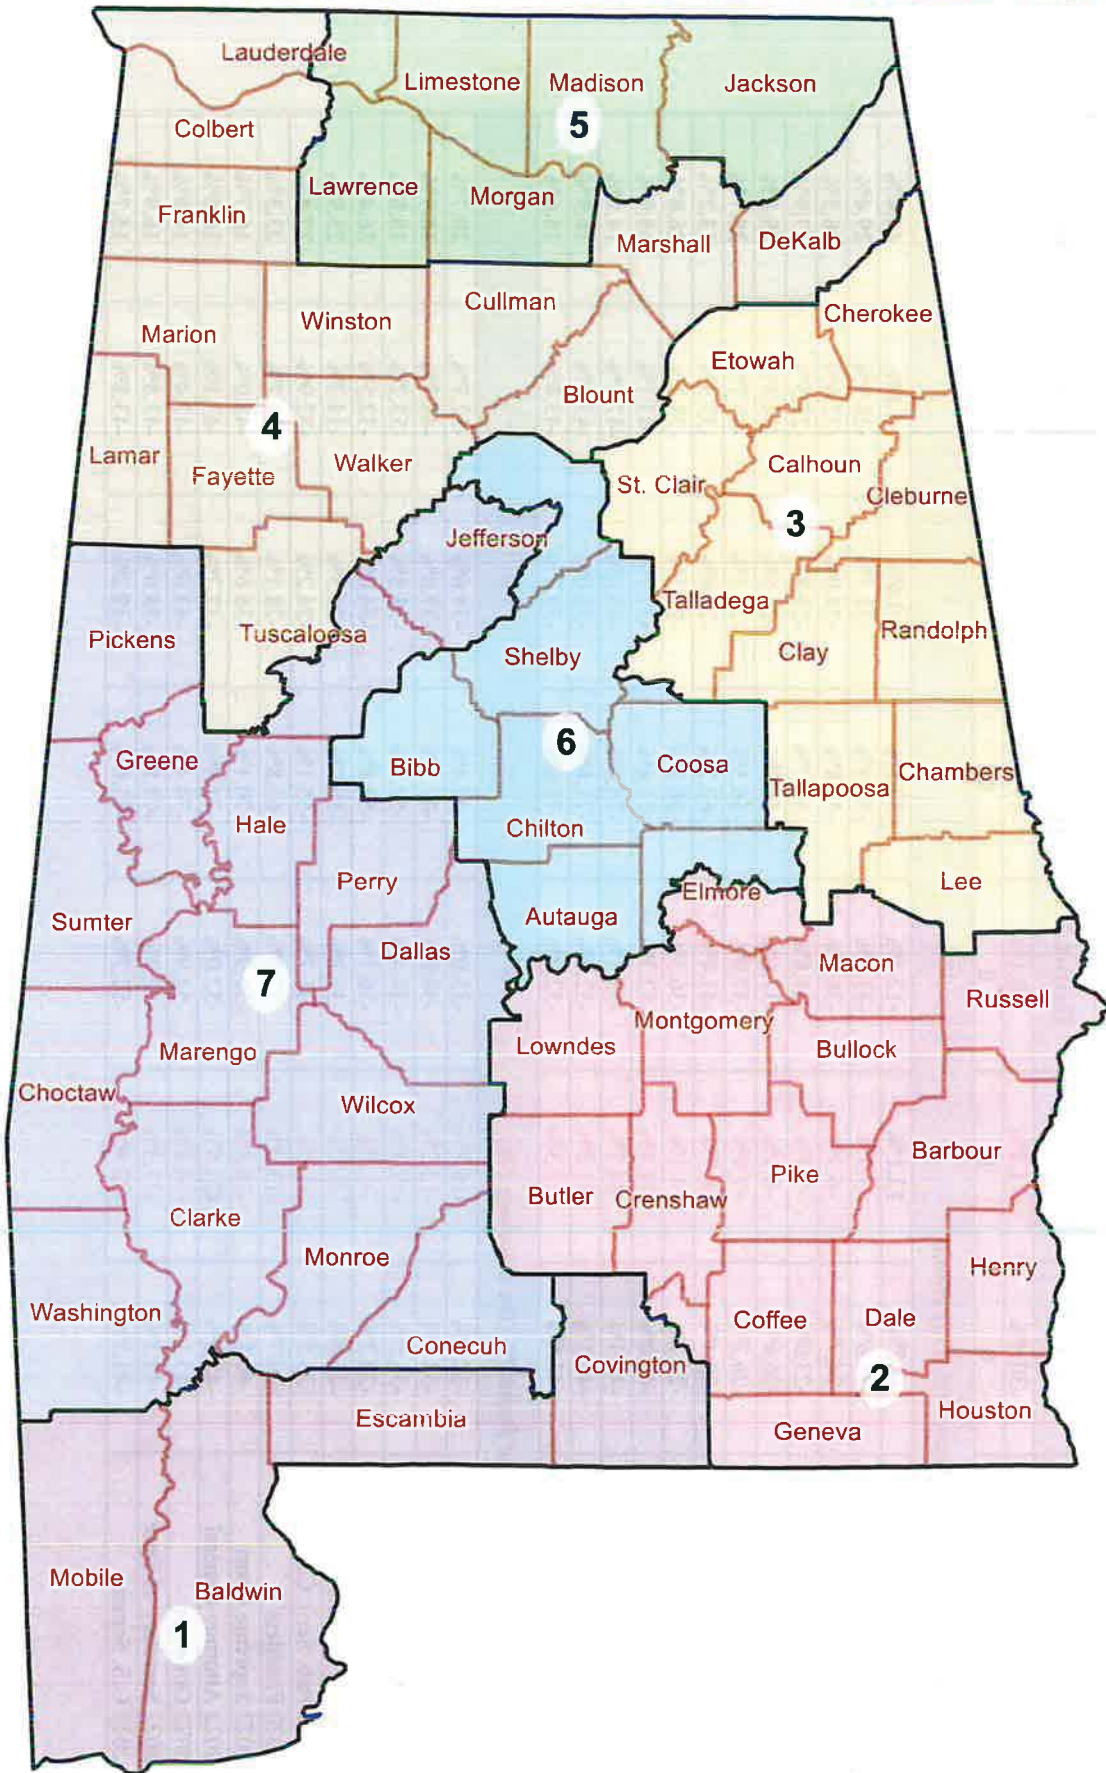 Lauderdale
Limestone
Madison
Jackson
5
Colbert
Lawrence
Morgan
Franklin
Marshall
DeKalb
Cullman
Cherokee
Winston
Marion
Etowah
Blount
4
Lamar
Fayette
Walker
Calhoun
St. Clair
Cleburne
3
Jefferson
Talladega
Randolph
Tuscaloosa
Pickens
Clay
Shelby
6
Greene
Bibb
Coosa
Chambers
Tallapoosa
Hale
Chilton
Perry
Lee
Elmore
Autauga
Sumter
Dallas
Macon
7
Russell
Montgomery
Lowndes
Marengo
Bullock
Choctaw
Wilcox
Barbour
Pike
Butler
Crenshaw
Clarke
Monroe
Henry
Washington
Coffee
Dale
Conecuh
Covington
2
Escambia
Houston
Geneva
Mobile
Baldwin
1